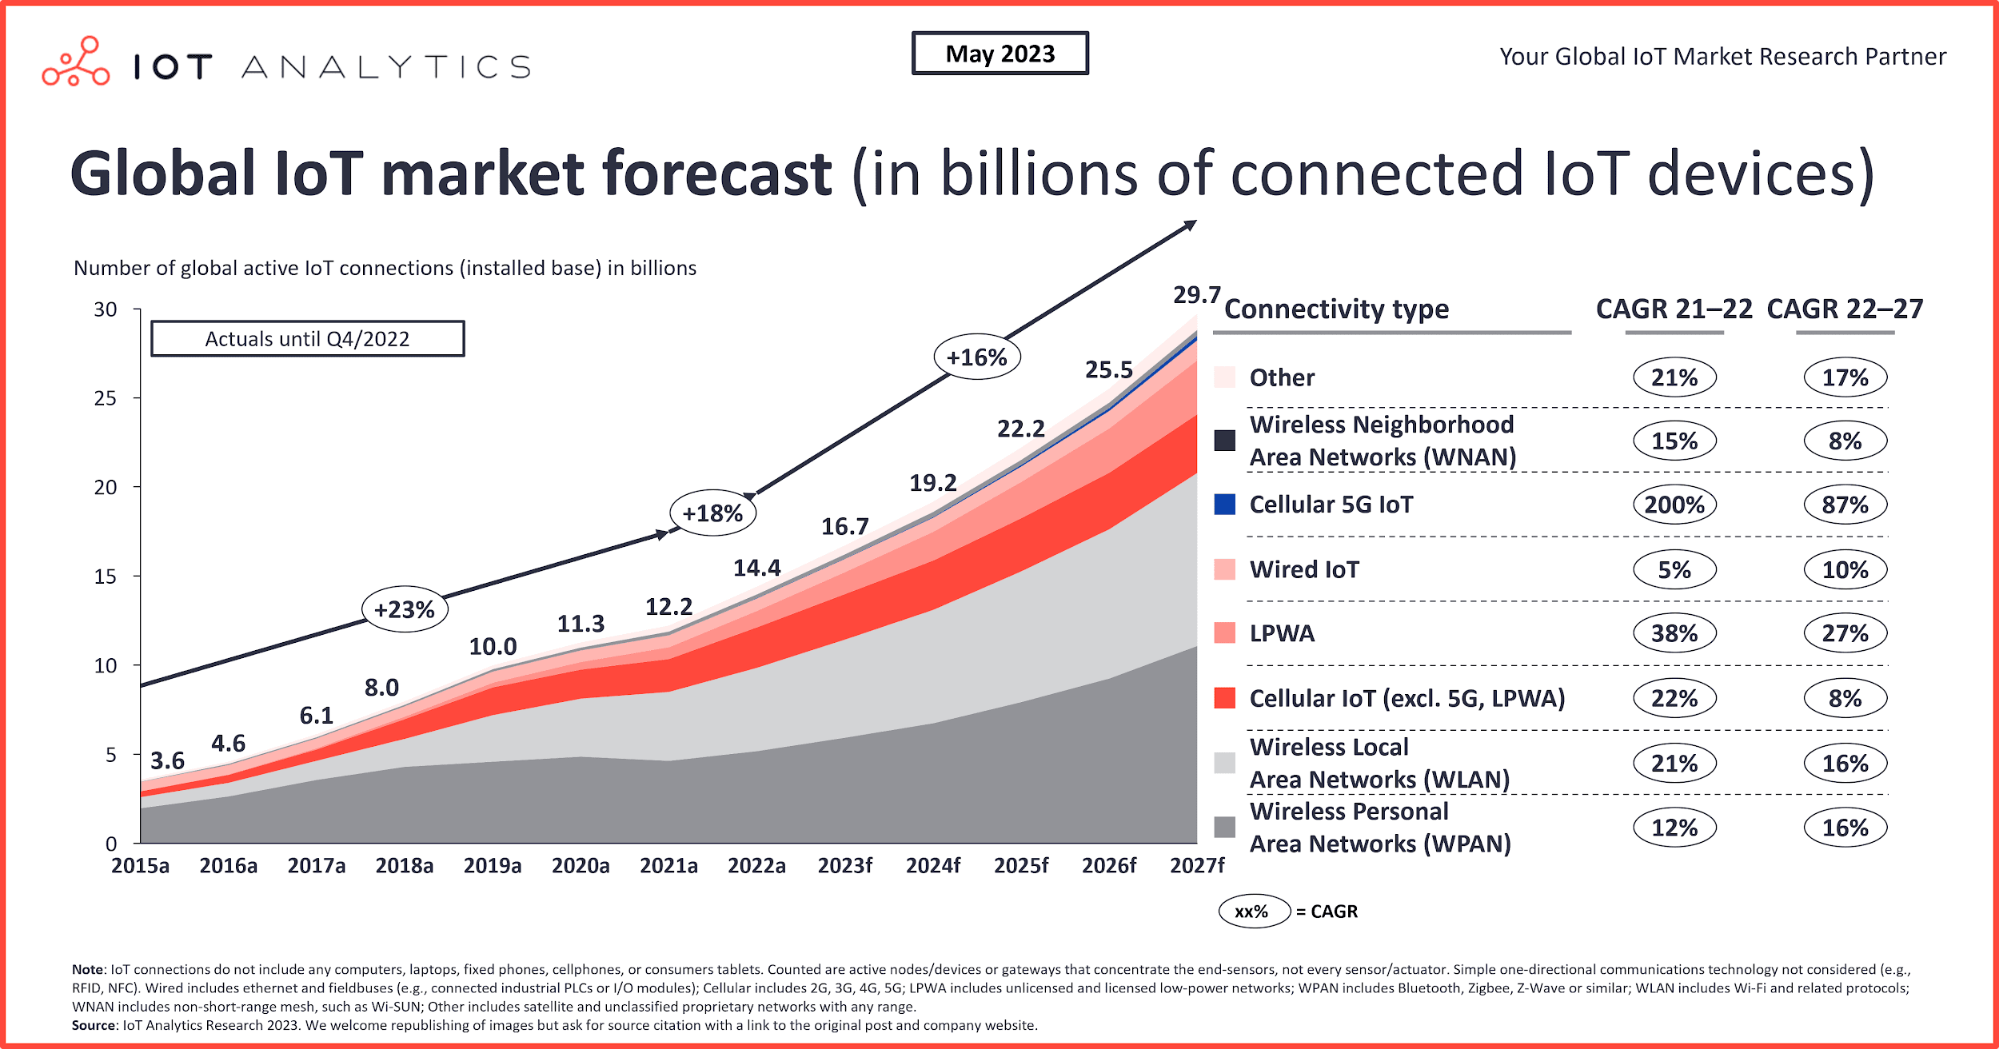 IOT ANALYTICS
May 2023
Your Global IoT Market Research Partner
Global IoT market forecast (in billions of connected IoT devices)
Number of global active IoT connections (installed base) in billions
Actuals until Q4/2022
30
25
20
15
10
5
0
+23%
+18%
+16%
3.6
4.6
6.1
8.0
10.0
11.3
12.2
14.4
16.7
19.2
22.2
25.5
29.7
2015a 2016a 2017a 2018a 2019a 2020a 2021a 2022a 2023f 2024f 2025f 2026f 2027f
Connectivity type CAGR 21–22 CAGR 22–27
Other 21% 17%
Wireless Neighborhood
Area Networks (WNAN) 15% 8%
Cellular 5G IoT 200% 87%
Wired IoT 5% 10%
LPWA 38% 27%
Cellular IoT (excl. 5G, LPWA) 22% 8%
Wireless Local
Area Networks (WLAN) 21% 16%
Wireless Personal
Area Networks (WPAN) 12% 16%
xx% = CAGR
Note: IoT connections do not include any computers, laptops, fixed phones, cellphones, or consumers tablets. Counted are active nodes/devices or gateways that concentrate the end-sensors, not every sensor/actuator. Simple one-directional communications technology not considered (e.g.,
RFID, NFC). Wired includes ethernet and fieldbuses (e.g., connected industrial PLCs or I/O modules); Cellular includes 2G, 3G, 4G, 5G; LPWA includes unlicensed and licensed low-power networks; WPAN includes Bluetooth, Zigbee, Z-Wave or similar; WLAN includes Wi-Fi and related protocols;
WNAN includes non-short-range mesh, such as Wi-SUN; Other includes satellite and unclassified proprietary networks with any range.
Source: IoT Analytics Research 2023. We welcome republishing of images but ask for source citation with a link to the original post and company website.